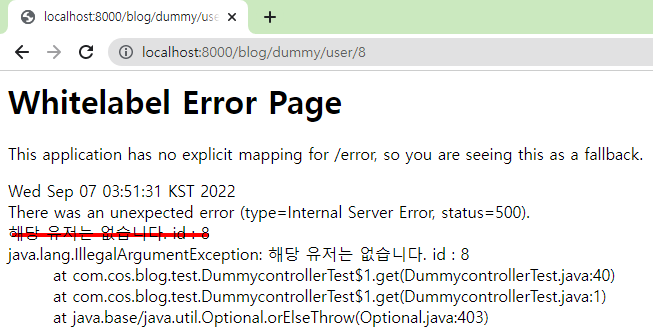 localhost:8000/blog/dummy/use
localhost:8000/blog/dummy/user/8
Whitelabel Error Page
This application has no explicit mapping for /error, so you are seeing this as a fallback.
Wed Sep 07 03:51:31 KST 2022
There was an unexpected error (type=Internal Server Error, status=500).
해당 유저는 없습니다. id : 8
java.lang.IllegalArgumentException: 해당 유저는 없습니다. id : 8
at com.cos.blog.test.DummycontrollerTest$1.get(DummycontrollerTest.java:40)
at com.cos.blog.test.DummycontrollerTest$1.get(DummycontrollerTest.java:1)
at java.base/java.util.Optional.orElseThrow(Optional.java:403)